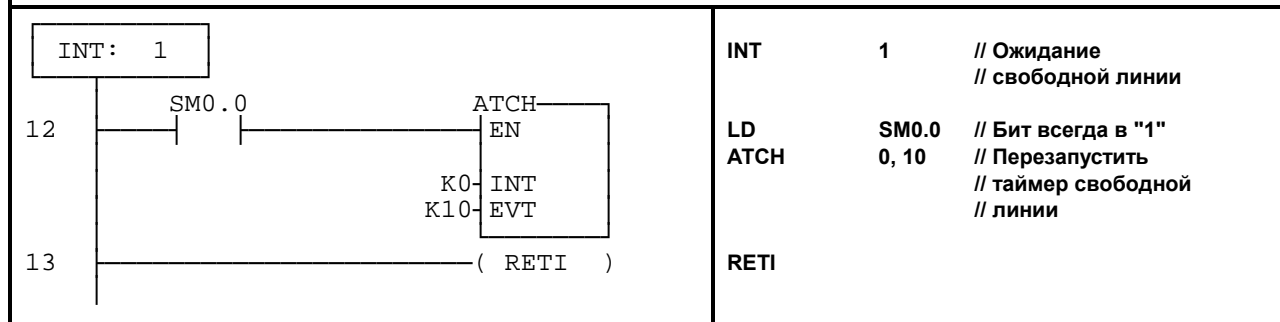 INT: 1
SM0.0 ATCH
12 EN
K0 INT
K10 EVT
13 ( RETI )
INT 1 // Ожидание
// свободной линии
LD SM0.0 // Бит всегда в "1"
ATCH 0, 10 // Перезапустить
// таймер свободной
// линии
RETI